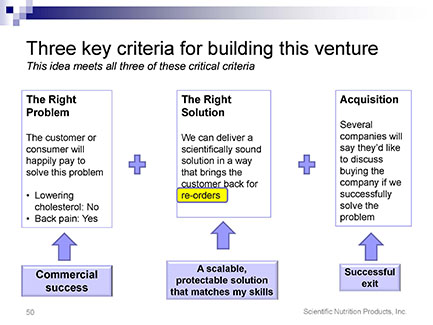 Three key criteria for building this venture
This idea meets all three of these critical criteria
The Right
Problem
The customer or
consumer will
happily pay to
solve this problem
• Lowering
cholesterol: No
• Back pain: Yes
The Right
Solution
We can deliver a
scientifically sound
solution in a way
that brings the
customer back for
re-orders
Acquisition
Several
companies will
say they'd like
to discuss
buying the
company if we
successfully
solve the
problem
Commercial
success
A scalable,
protectable solution
that matches my skills
Successful
exit
50
Scientific Nutrition Products, Inc.